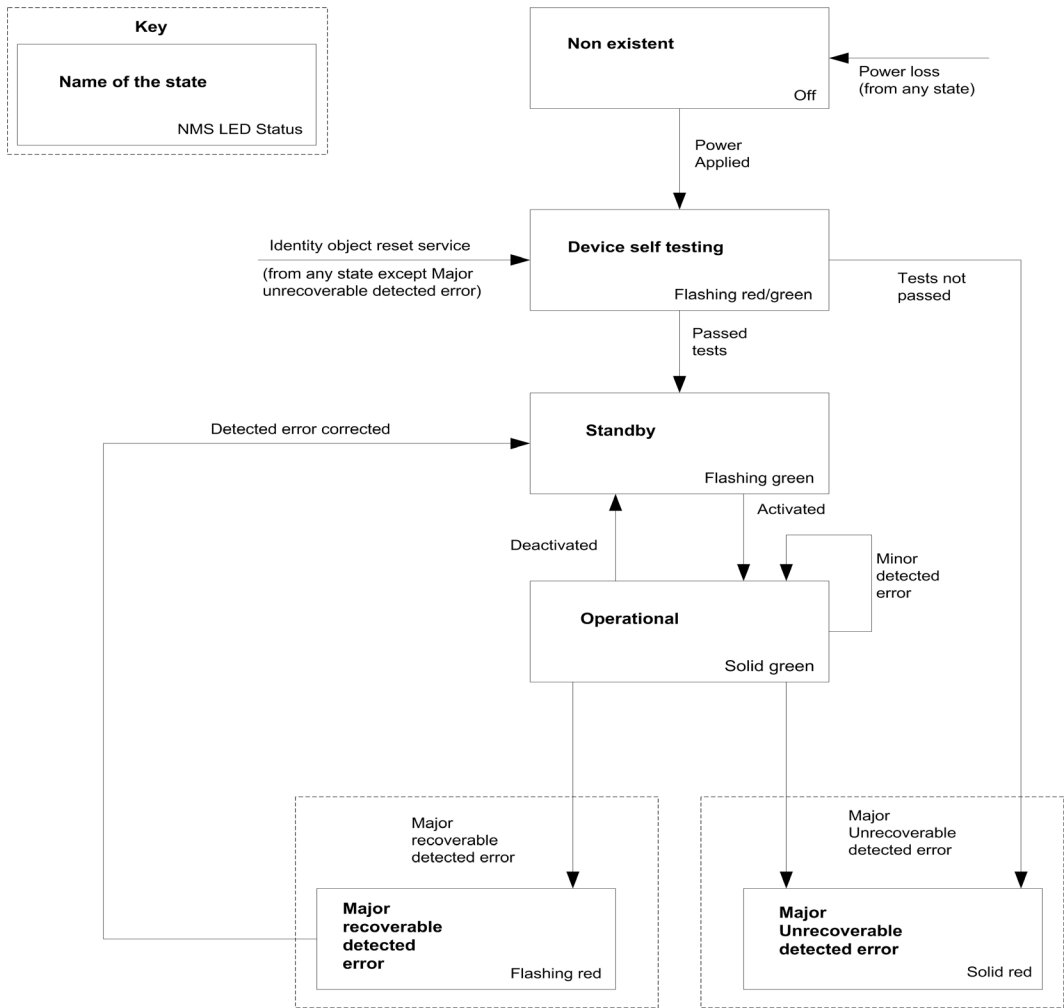 Key
Name of the state
NMS LED Status
Non existent
Off
Power loss
(from any state)
Power
Applied
Identity object reset service
(from any state except Major
unrecoverable detected error)
Device self testing
Flashing red/green
Tests not
passed
Passed
tests
Detected error corrected
Standby
Flashing green
Deactivated
Activated
Minor
detected
error
Operational
Solid green
Major
recoverable
detected error
Major
Unrecoverable
detected error
Major
recoverable
detected
error
Flashing red
Major
Unrecoverable
detected error
Solid red